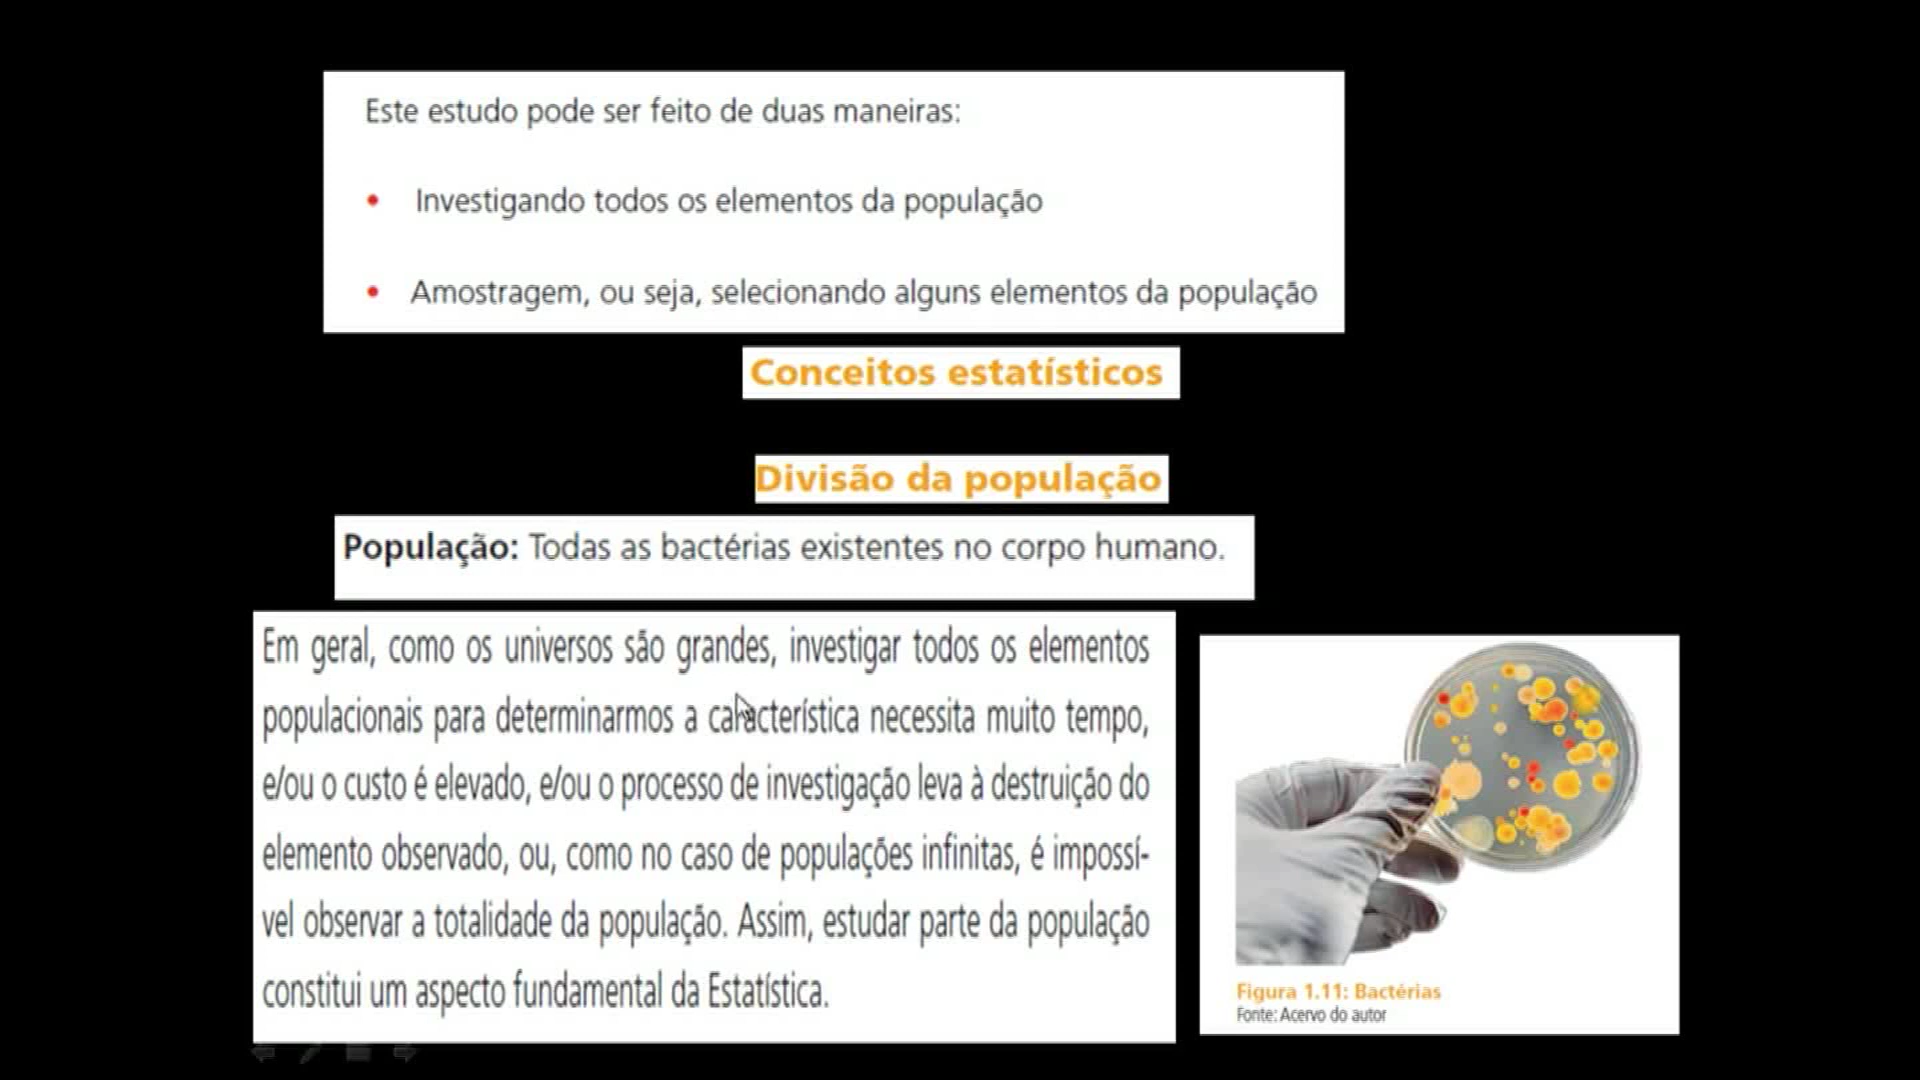 Este estudo pode ser feito de duas maneiras:
• Investigando todos os elementos da população
• Amostragem, ou seja, selecionando alguns elementos da população
Conceitos estatísticos
Divisão da população
População: Todas as bactérias existentes no corpo humano.
Em geral, como os universos são grandes, investigar todos os elementos
populacionais para determinarmos a característica necessita muito tempo,
e/ou o custo é elevado, e/ou o processo de investigação leva à destruição do
elemento observado, ou, como no caso de populações infinitas, é impossí-
vel observar a totalidade da população. Assim, estudar parte da população
constitui um aspecto fundamental da Estatística.
Figura 1.11: Bactérias
Fonte: Acervo do autor